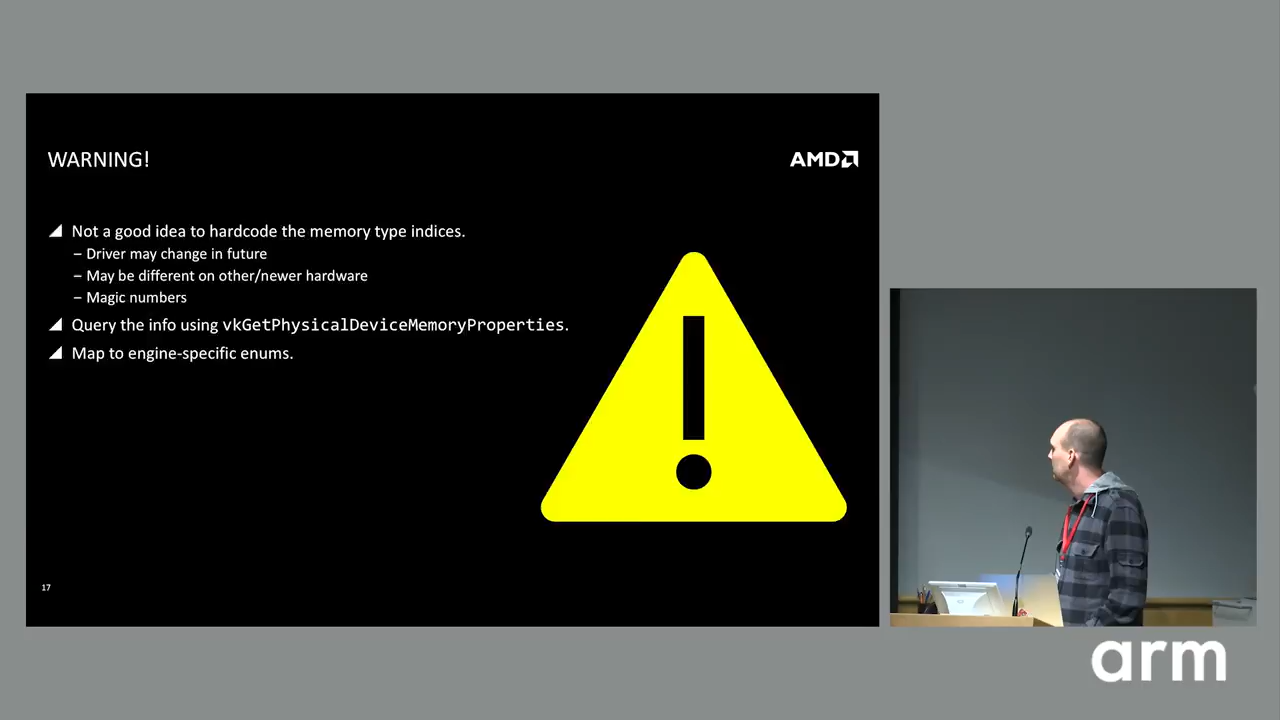 WARNING!
AMD
Not a good idea to hardcode the memory type indices.
– Driver may change in future
– May be different on other/newer hardware
– Magic numbers
Query the info using vkGetPhysicalDeviceMemoryProperties.
Map to engine-specific enums.
17
arm